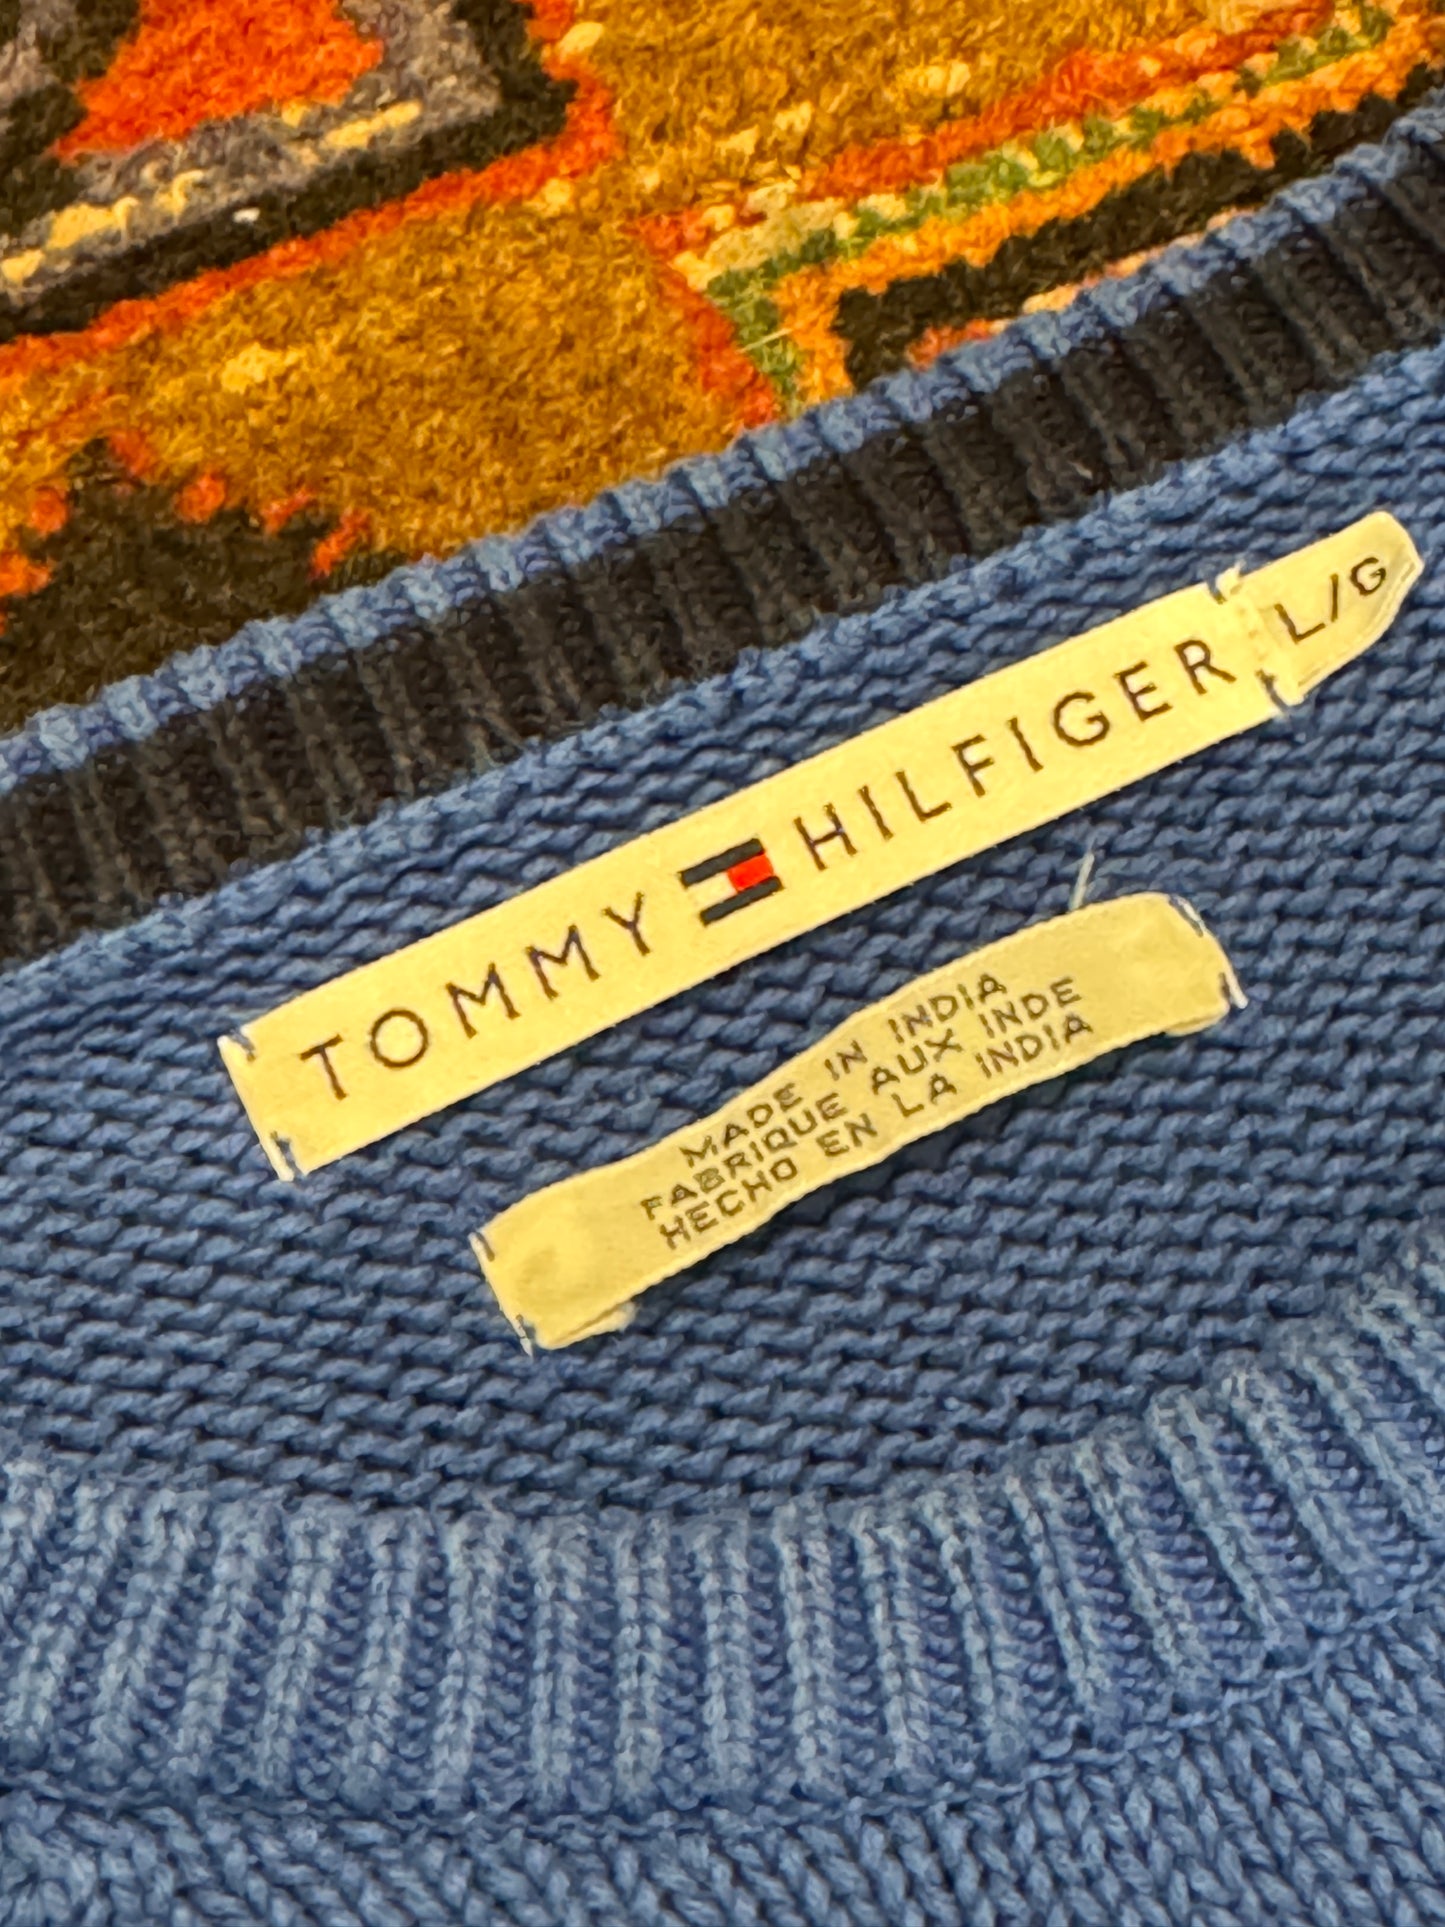 TOMMY HILFIGER L/G
MADE IN INDIA
FABRIQUE AUX INDE
HECHO EN LA INDIA